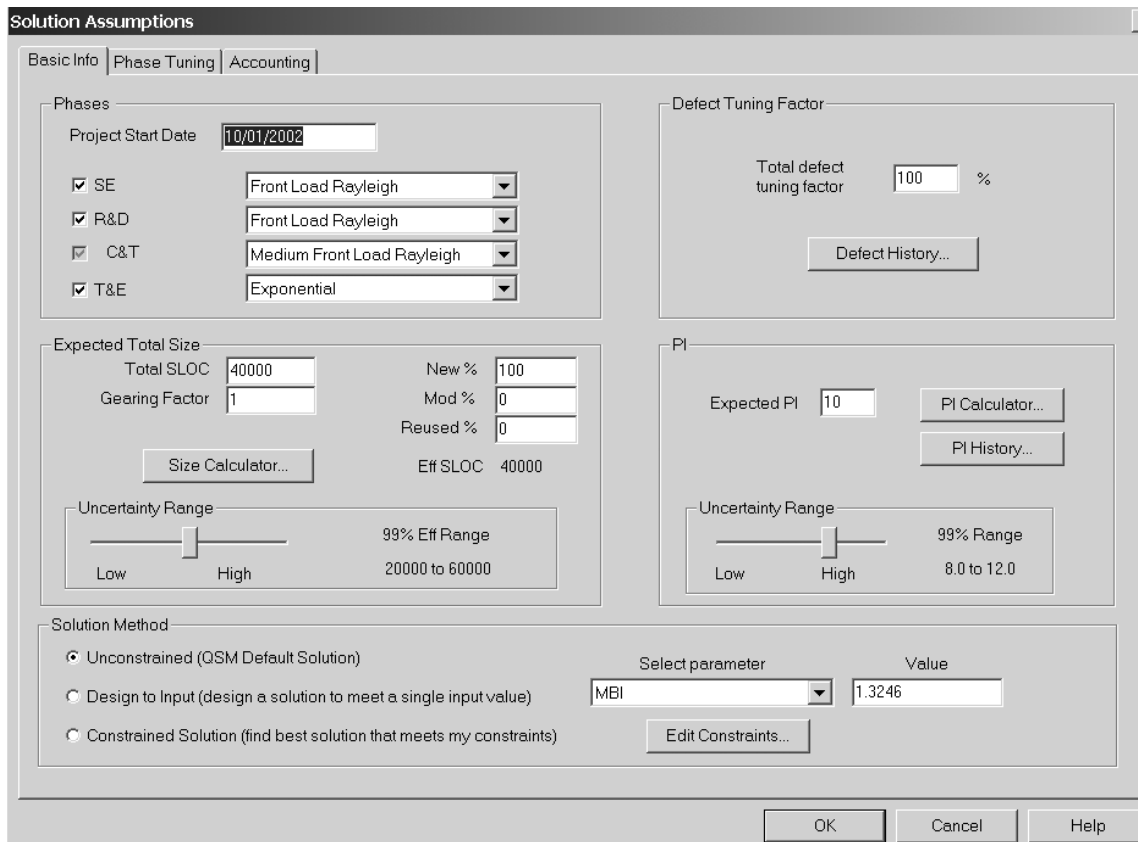 Solution Assumptions
Basic Info Phase Tuning Accounting
Phases
Project Start Date 10/01/2002
SE Front Load Rayleigh
R&D Front Load Rayleigh
C&T Medium Front Load Rayleigh
T&E Exponential
Defect Tuning Factor
Total defect
tuning factor 100 %
Defect History...
Expected Total Size
Total SLOC 40000 New % 100
Gearing Factor 1 Mod % 0
Reused % 0
Size Calculator... Eff SLOC 40000
Uncertainty Range
99% Eff Range
Low High 20000 to 60000
PI
Expected PI 10 PI Calculator...
PI History...
Uncertainty Range
99% Range
Low High 8.0 to 12.0
Solution Method
Unconstrained (QSM Default Solution)
Design to Input (design a solution to meet a single input value)
Constrained Solution (find best solution that meets my constraints)
Select parameter Value
MBI 1.3246
Edit Constraints...
OK Cancel Help